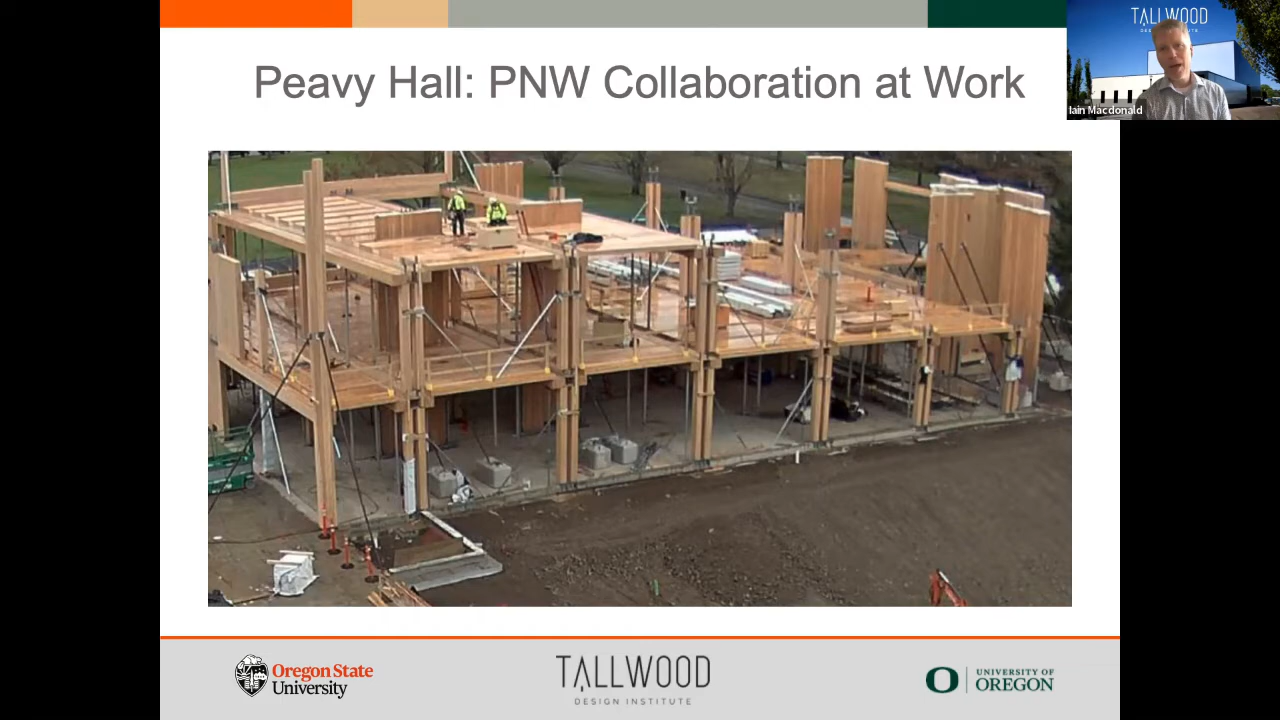 Peavy Hall: PNW Collaboration at Work
TALLWOOD
Iain Macdonald
Oregon State
University
TALLWOOD
DESIGN INSTITUTE
O
UNIVERSITY OF
OREGON